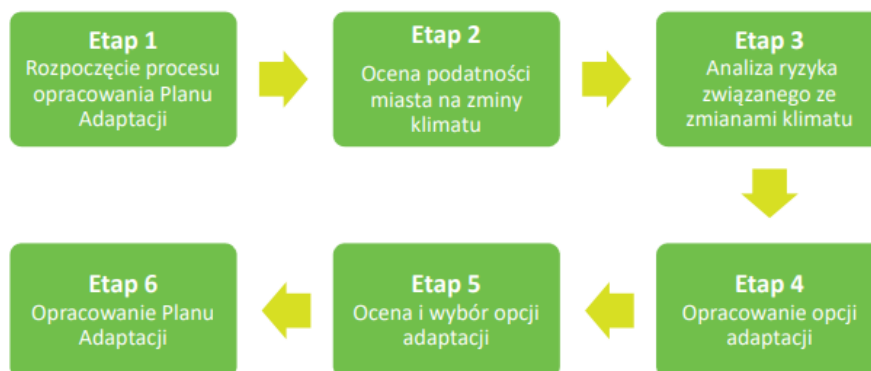 Etap 1
Rozpoczęcie procesu
opracowania Planu
Adaptacji
Etap 2
Ocena podatności
miasta na zminy
klimatu
Etap 3
Analiza ryzyka
związanego ze
zmianami klimatu
Etap 4
Opracowanie opcji
adaptacji
Etap 5
Ocena i wybór opcji
adaptacji
Etap 6
Opracowanie Planu
Adaptacji